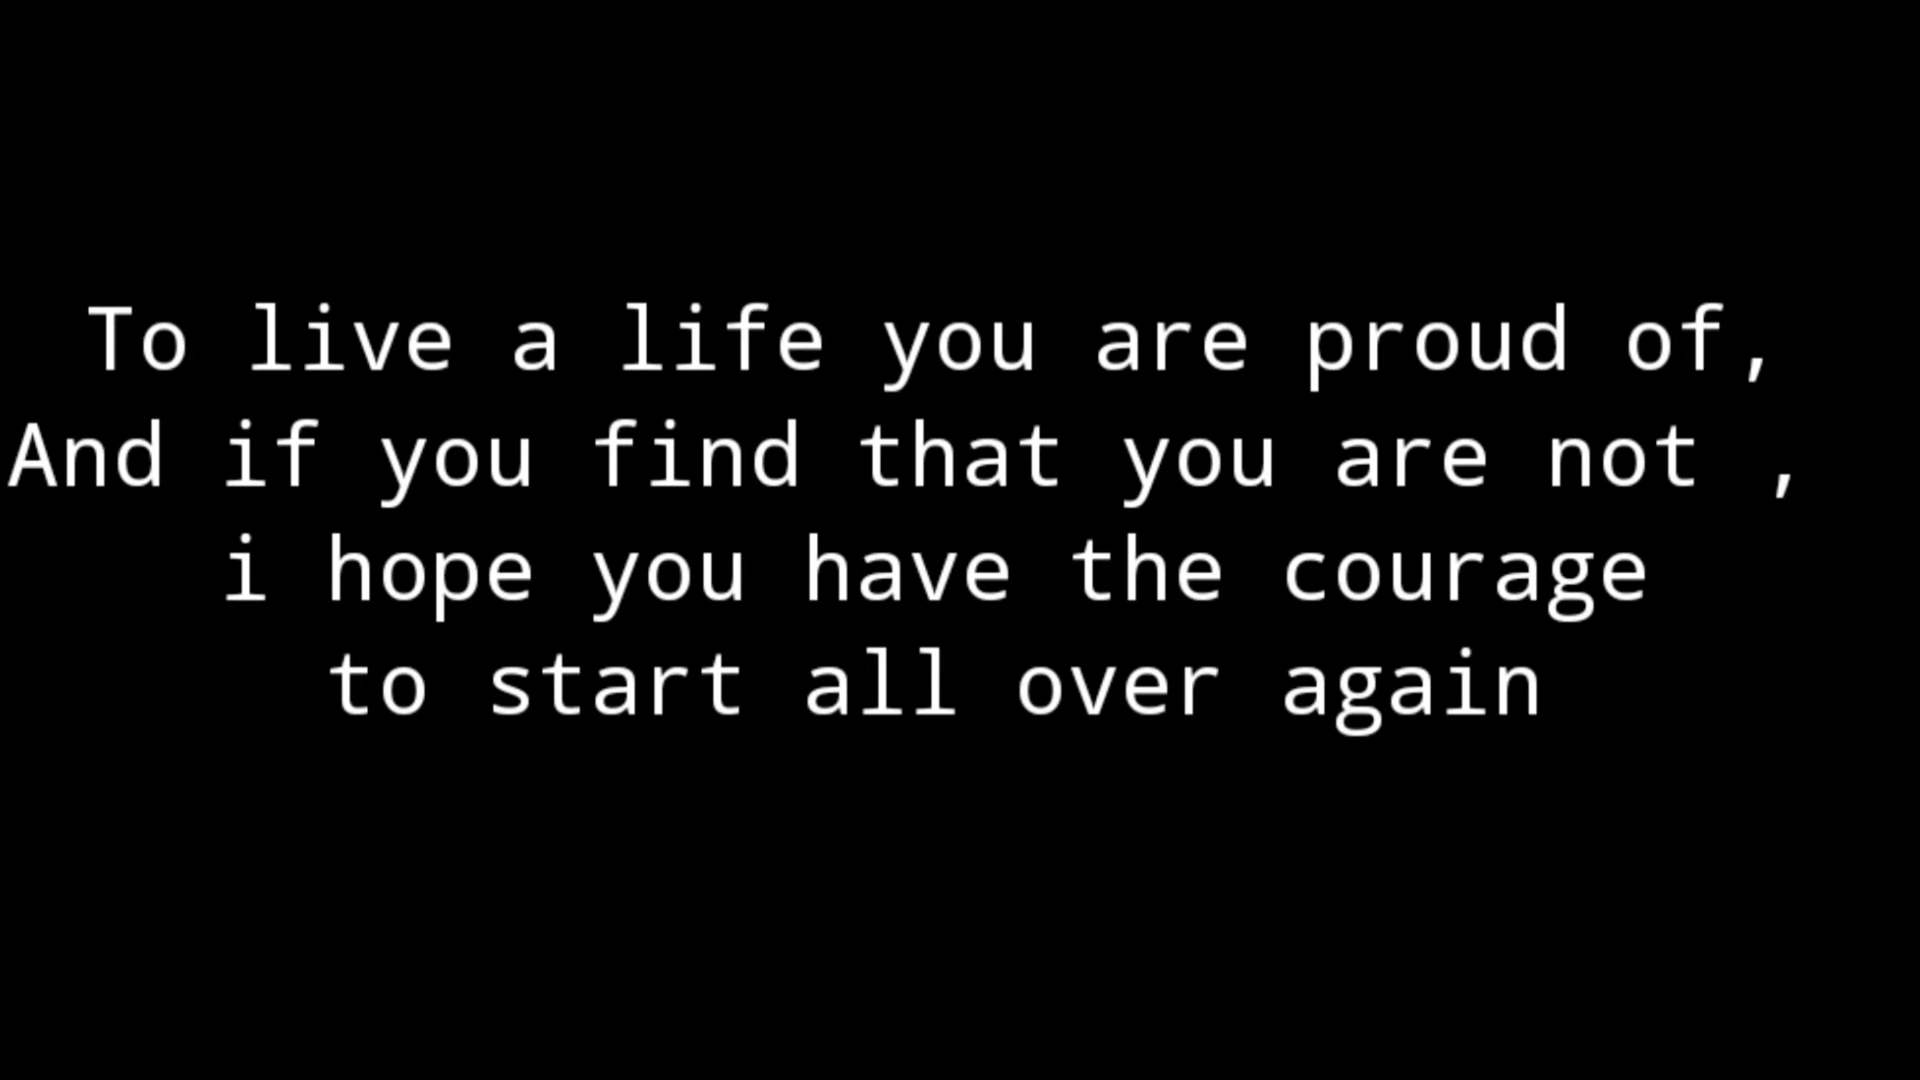 To live a life you are proud of,
And if you find that you are not ,
i hope you have the courage
to start all over again